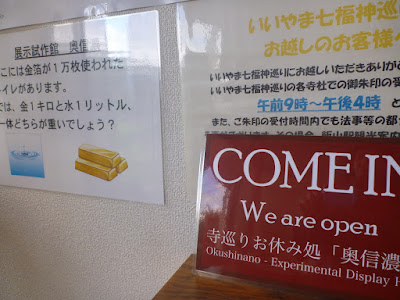 展示試作館 奥信
こには金箔が1万枚使われた
イレがあります。
では、金1キロと水1リットル、
一体どちらが重いでしょう?
いいやま七福神巡り
お越しのお客様へ
いいやま七福神巡りにお越しいただきありが
いいやま七福神巡りの各寺社での御朱印の受
午前9時〜午後4時 と
また、ご朱印の受付時間内でも法事等の都
COME IN
We are open
寺巡りお休み処「奥信濃
Okushinano - Experimental Display H